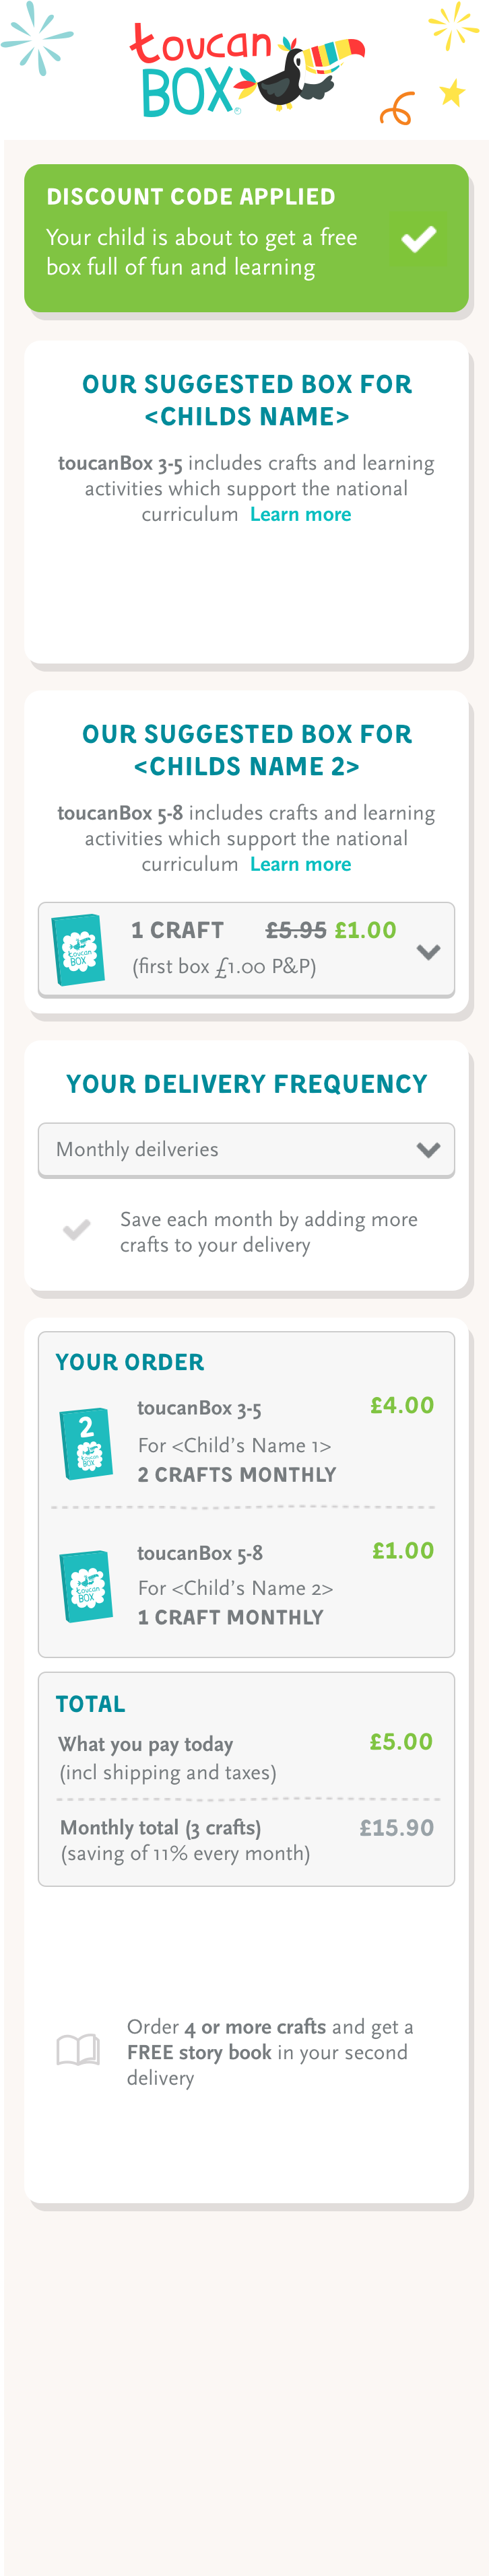 toucan
BOX
DISCOUNT CODE APPLIED
Your child is about to get a free
box full of fun and learning
OUR SUGGESTED BOX FOR
<CHILDS NAME>
toucanBox 3-5 includes crafts and learning
activities which support the national
curriculum Learn more
OUR SUGGESTED BOX FOR
<CHILDS NAME 2>
toucanBox 5-8 includes crafts and learning
activities which support the national
curriculum Learn more
toucan
BOX
1 CRAFT £5.95 £1.00
(first box £1.00 P&P)
YOUR DELIVERY FREQUENCY
Monthly deilveries
Save each month by adding more
crafts to your delivery
YOUR ORDER
2
toucan
BOX
toucanBox 3-5 £4.00
For <Child's Name 1>
2 CRAFTS MONTHLY
toucan
BOX
toucanBox 5-8 £1.00
For <Child's Name 2>
1 CRAFT MONTHLY
TOTAL
What you pay today £5.00
(incl shipping and taxes)
Monthly total (3 crafts) £15.90
(saving of 11% every month)
Order 4 or more crafts and get a
FREE story book in your second
delivery